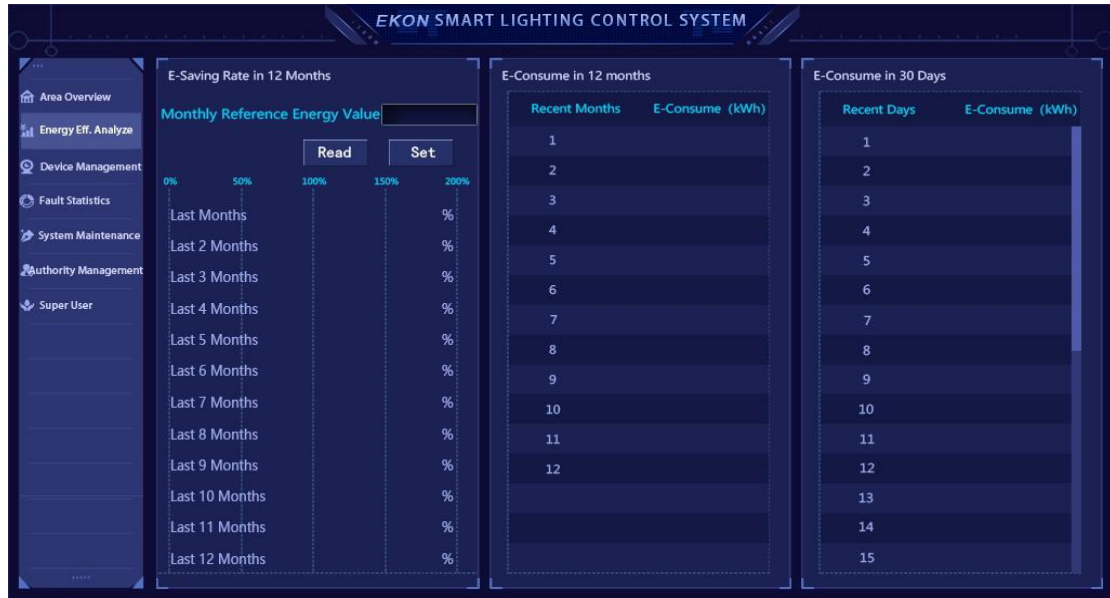 EKON SMART LIGHTING CONTROL SYSTEM
Area Overview
Energy Eff. Analyze
Device Management
Fault Statistics
System Maintenance
Authority Management
Super User
E-Saving Rate in 12 Months
Monthly Reference Energy Value
Read Set
0% 50% 100% 150% 200%
Last Months %
Last 2 Months %
Last 3 Months %
Last 4 Months %
Last 5 Months %
Last 6 Months %
Last 7 Months %
Last 8 Months %
Last 9 Months %
Last 10 Months %
Last 11 Months %
Last 12 Months %
E-Consume in 12 months
Recent Months E-Consume (kWh)
1
2
3
4
5
6
7
8
9
10
11
12
E-Consume in 30 Days
Recent Days E-Consume (kWh)
1
2
3
4
5
6
7
8
9
10
11
12
13
14
15